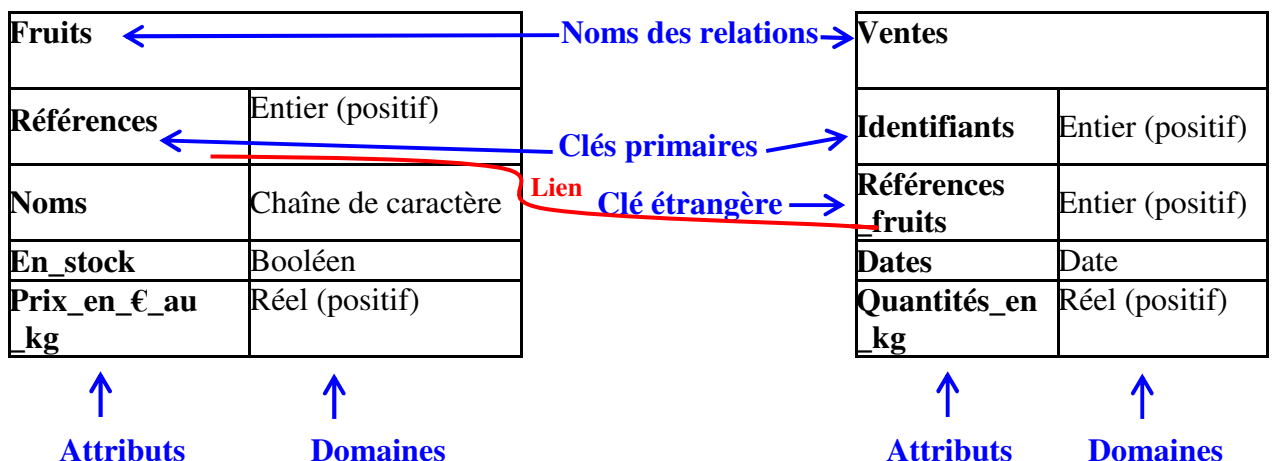 Fruits
Noms des relations
Ventes
Références
Entier (positif)
Clés primaires
Identifiants
Entier (positif)
Noms
Chaîne de caractère
Lien
Clé étrangère
Références
_fruits
Entier (positif)
En_stock
Booléen
Dates
Date
Prix_en_€_au
_kg
Réel (positif)
Quantités_en
_kg
Réel (positif)
Attributs
Domaines
Attributs
Domaines